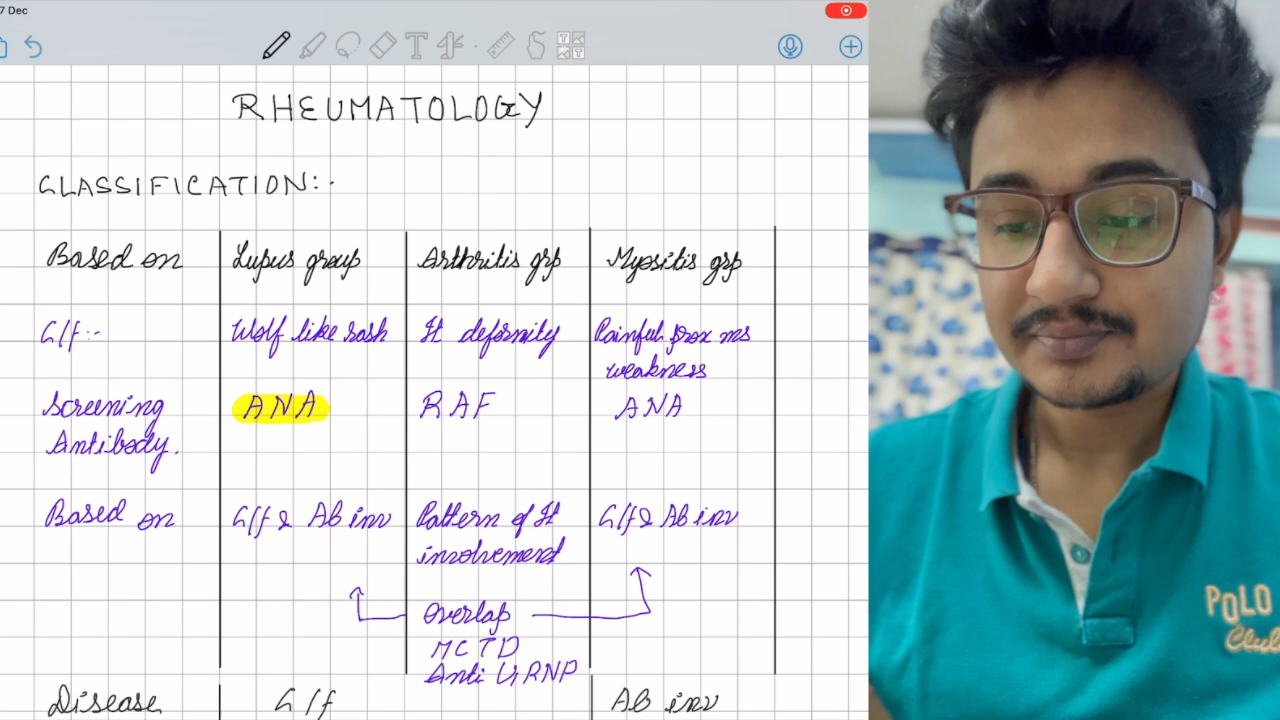 7 Dec
RHEUMATOLOGY
CLASSIFICATION:-
Based on Lupus group Arthritis grp Myositis grp
C/f:- Wolf like rash Jt deformity Painful prox ms
weakness
Screening ANA RAF ANA
Antibody.
Based on C/f & Ab inv Pattern of Jt C/f & Ab inv
involvement
Overlap
MCTD
Anti U1RNP
Disease C/f Ab inv
POLO
Club